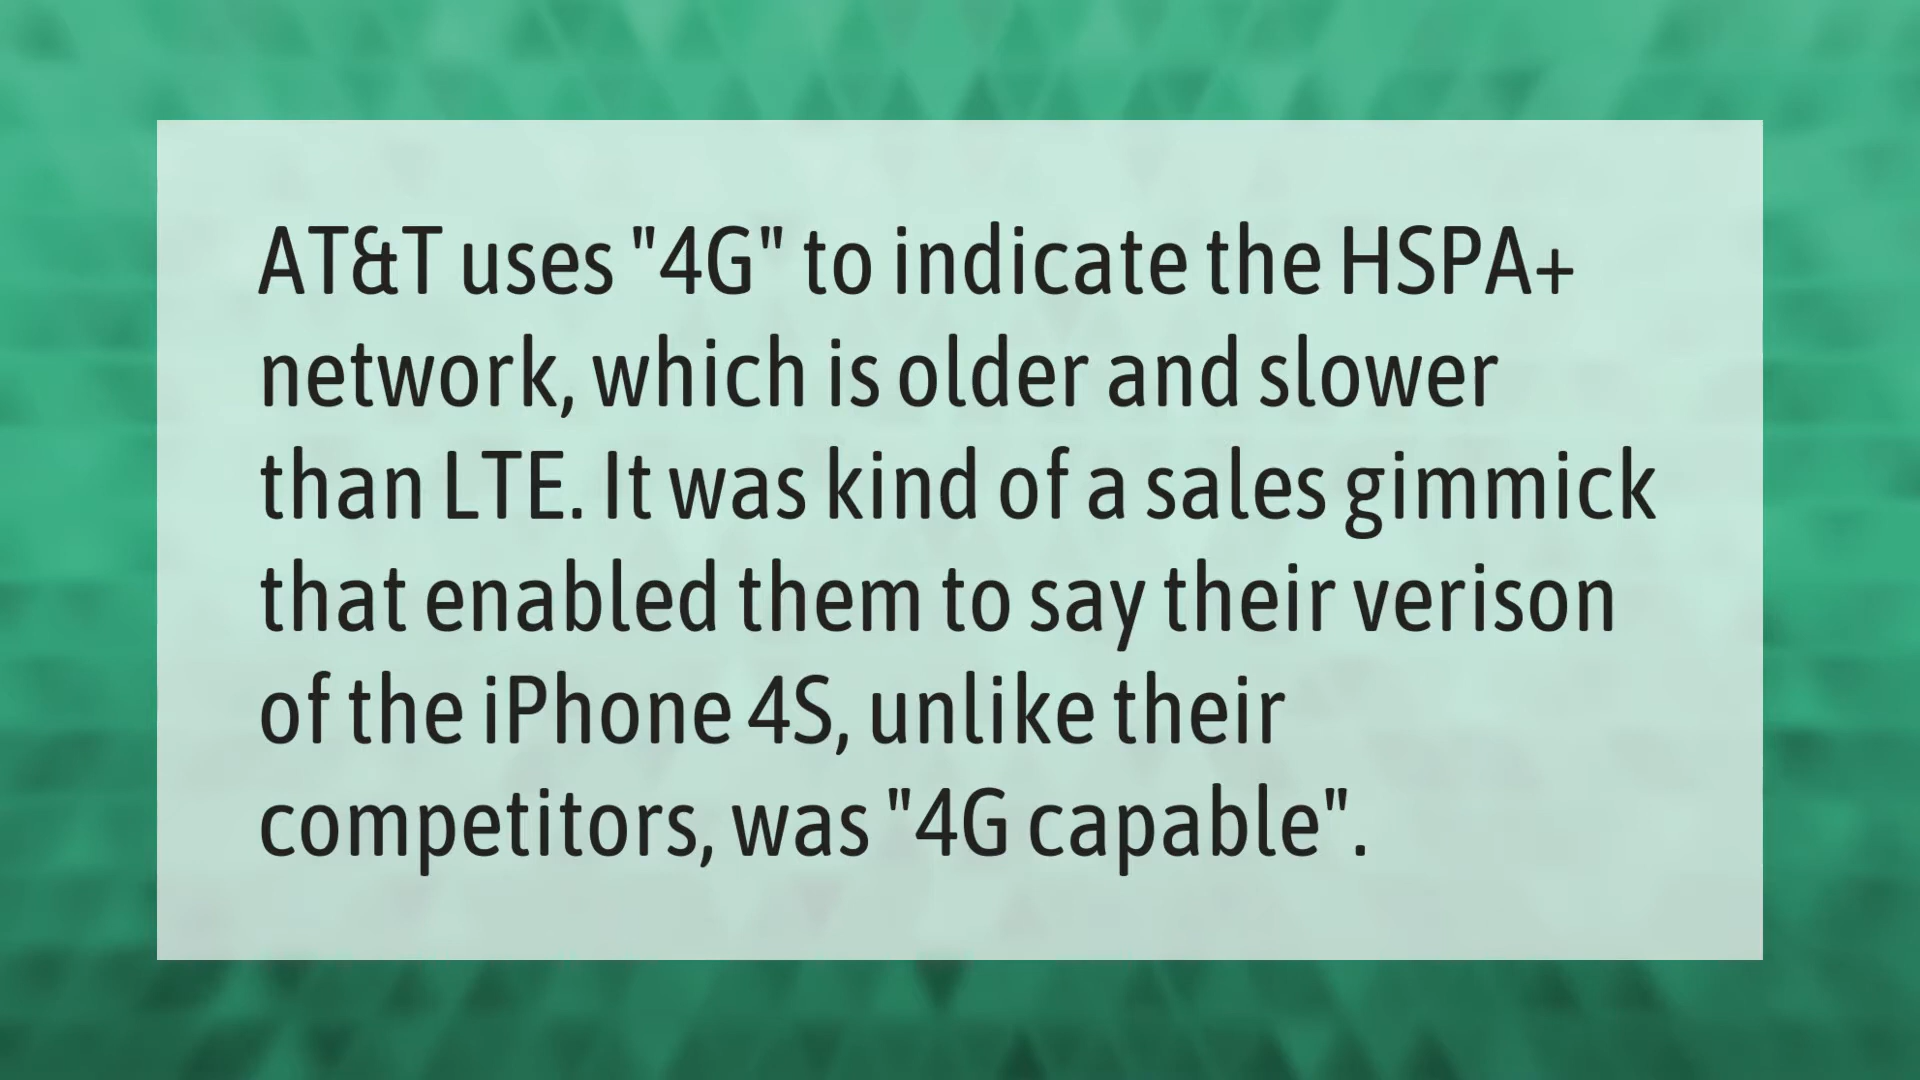 AT&T uses "4G" to indicate the HSPA+
network, which is older and slower
than LTE. It was kind of a sales gimmick
that enabled them to say their verison
of the iPhone 4S, unlike their
competitors, was "4G capable".